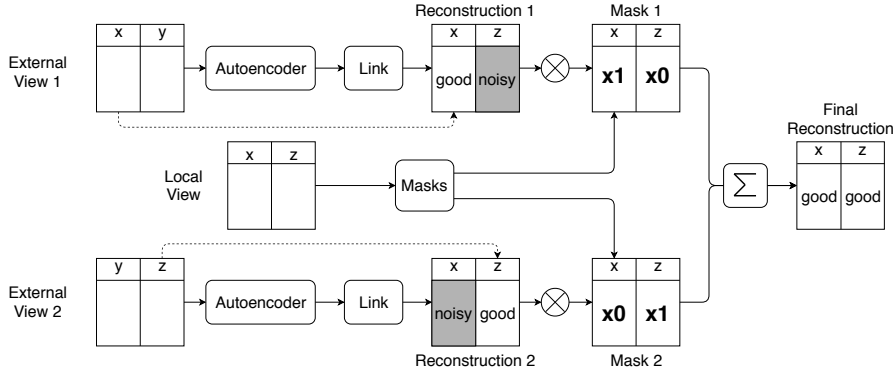 Reconstruction 1
Mask 1
x y
x z
x z
External
View 1
Autoencoder
Link
good noisy
x1 x0
Final
Reconstruction
x z
Local
View
x z
Masks
∑
good good
y z
x z
x z
External
View 2
Autoencoder
Link
noisy good
x0 x1
Reconstruction 2
Mask 2